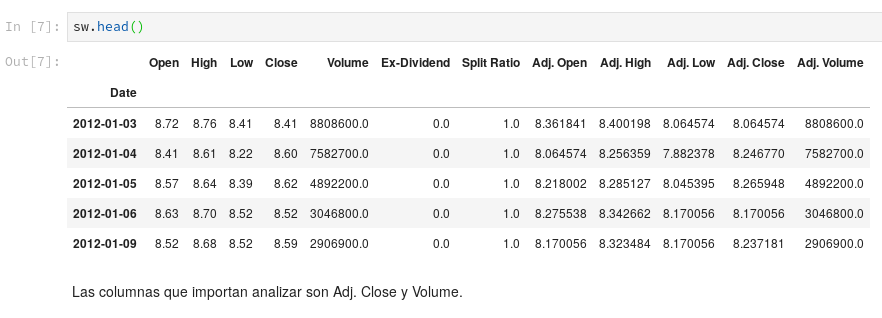 In [7]: sw.head()
Out[7]:
Open High Low Close Volume Ex-Dividend Split Ratio Adj. Open Adj. High Adj. Low Adj. Close Adj. Volume
Date
2012-01-03 8.72 8.76 8.41 8.41 8808600.0 0.0 1.0 8.361841 8.400198 8.064574 8.064574 8808600.0
2012-01-04 8.41 8.61 8.22 8.60 7582700.0 0.0 1.0 8.064574 8.256359 7.882378 8.246770 7582700.0
2012-01-05 8.57 8.64 8.39 8.62 4892200.0 0.0 1.0 8.218002 8.285127 8.045395 8.265948 4892200.0
2012-01-06 8.63 8.70 8.52 8.52 3046800.0 0.0 1.0 8.275538 8.342662 8.170056 8.170056 3046800.0
2012-01-09 8.52 8.68 8.52 8.59 2906900.0 0.0 1.0 8.170056 8.323484 8.170056 8.237181 2906900.0
Las columnas que importan analizar son Adj. Close y Volume.